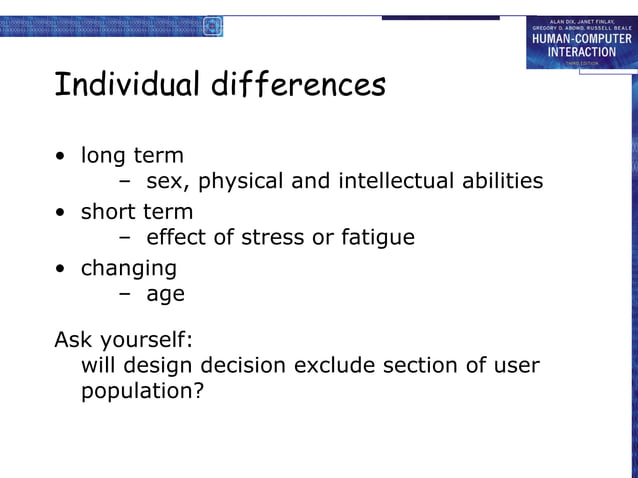 ALAN DIX, JANET FINLAY,
GREGORY D. ABOWD, RUSSELL BEALE
HUMAN-COMPUTER
INTERACTION
THIRD EDITION
Individual differences
• long term
– sex, physical and intellectual abilities
• short term
– effect of stress or fatigue
• changing
– age
Ask yourself:
will design decision exclude section of user
population?